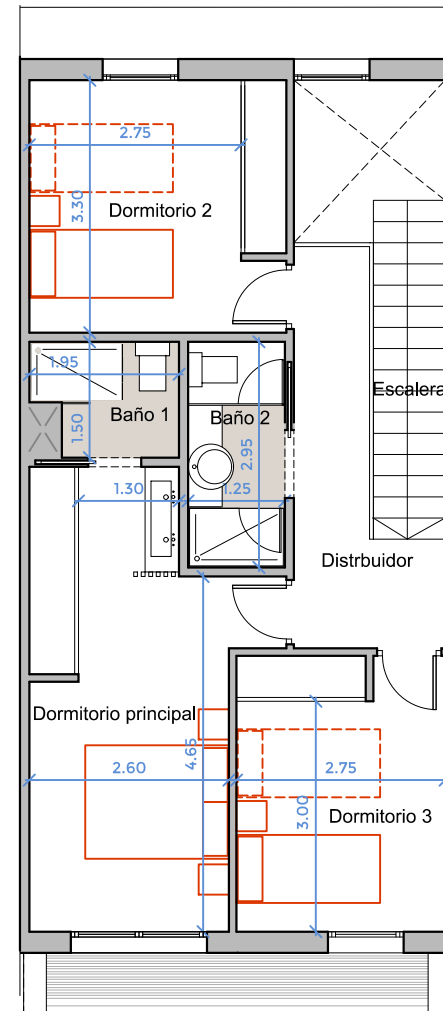 2.75
3.30
Dormitorio 2
1.95
Baño 1
Baño 2
Escalera
1.50
2.95
1.30
1.25
Distrbuidor
Dormitorio principal
4.65
2.60
2.75
3.00
Dormitorio 3